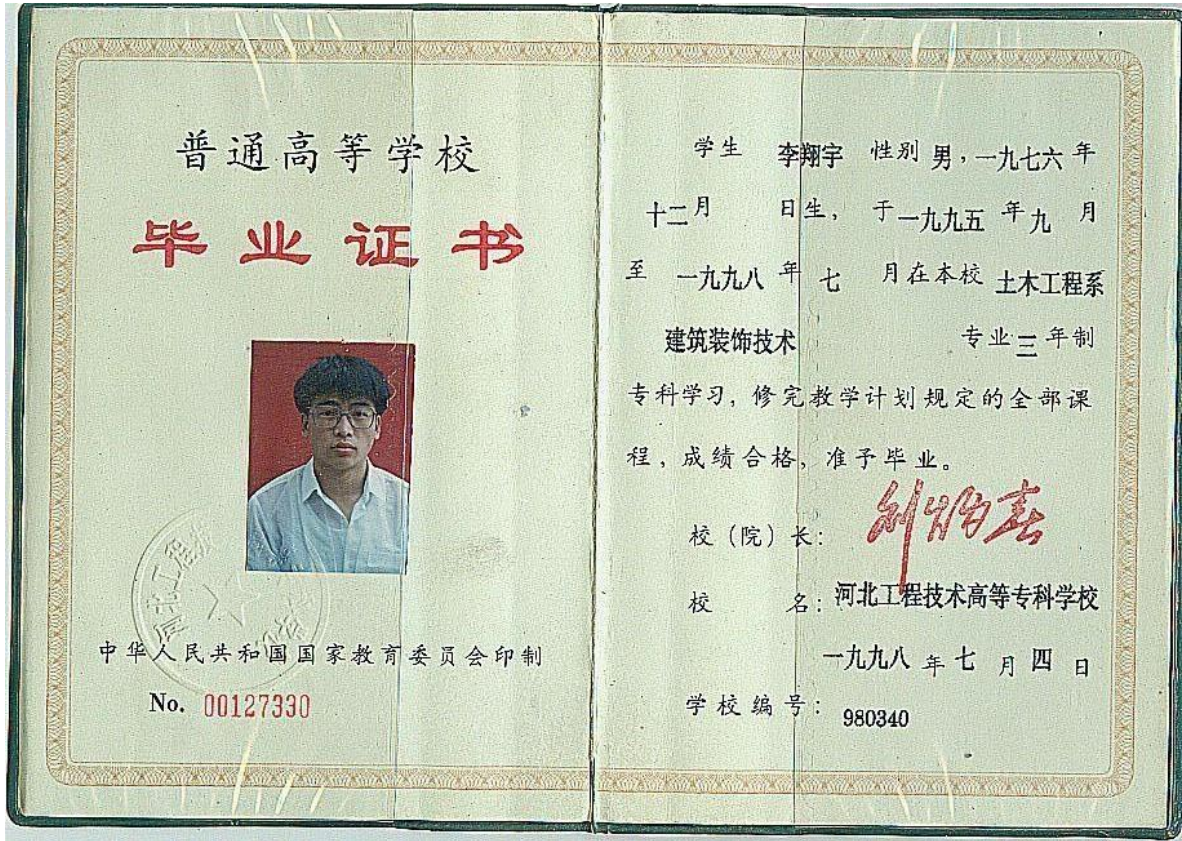 普通高等学校
毕业证书
中华人民共和国国家教育委员会印制
No. 00127330
学生 李翔宇 性别 男，一九七六 年
十二月 日生， 于一九九五 年九 月
至 一九九八 年 七 月在本校 土木工程系
建筑装饰技术 专业三年制
专科学习，修完教学计划规定的全部课
程，成绩合格，准予毕业。
校（院）长：
校 名：河北工程技术高等专科学校
一九九八 年七 月 四 日
学校编号：980340